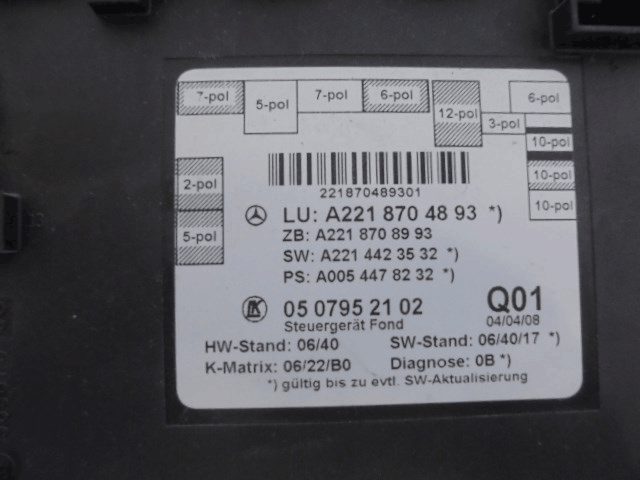 7-pol
5-pol
7-pol
6-pol
12-pol
3-pol
6-pol
10-pol
10-pol
10-pol
2-pol
5-pol
221870489301
LU: A221 870 48 93 *)
ZB: A221 870 89 93
SW: A221 442 35 32 *)
PS: A005 447 82 32 *)
05 0795 21 02
Q01
Steuergerät Fond
04/04/08
HW-Stand: 06/40
SW-Stand: 06/40/17 *)
K-Matrix: 06/22/B0
Diagnose: 0B *)
*) gültig bis zu evtl. SW-Aktualisierung